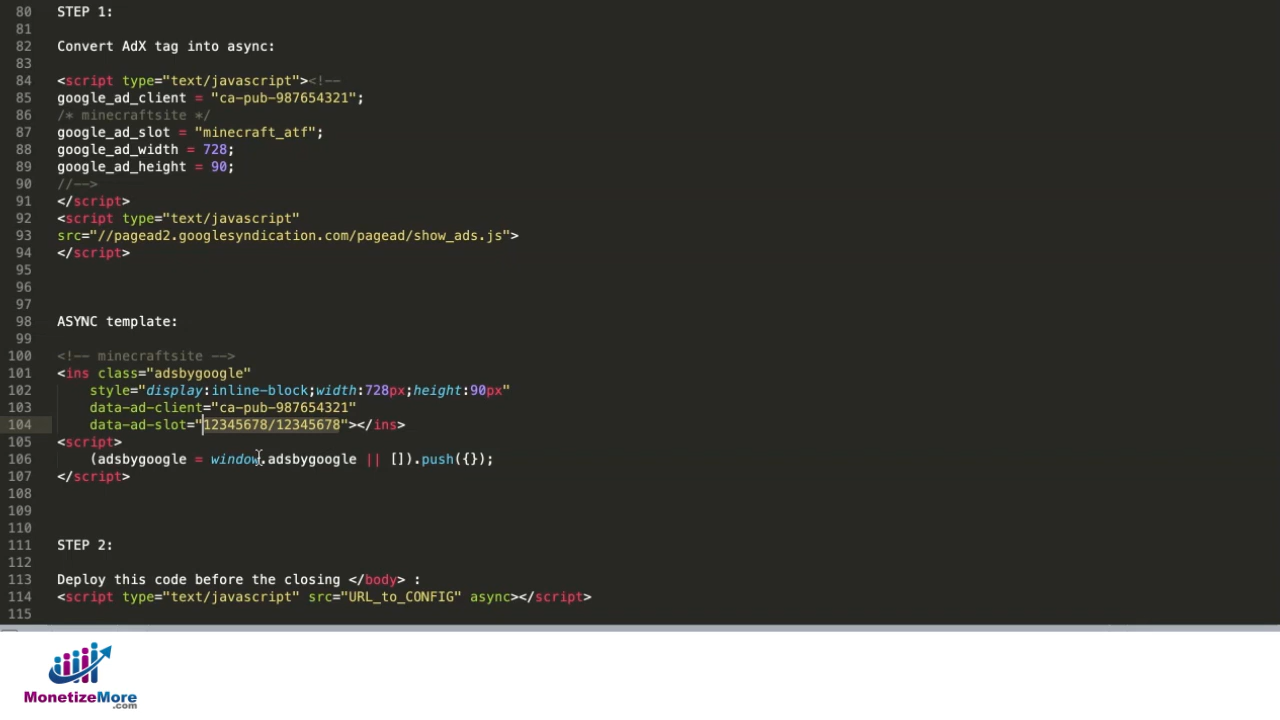 80 STEP 1:
81
82 Convert AdX tag into async:
83
84 <script type="text/javascript"><!--
85 google_ad_client = "ca-pub-987654321";
86 /* minecraftsite */
87 google_ad_slot = "minecraft_atf";
88 google_ad_width = 728;
89 google_ad_height = 90;
90 //-->
91 </script>
92 <script type="text/javascript"
93 src="//pagead2.googlesyndication.com/pagead/show_ads.js">
94 </script>
95
96
97
98 ASYNC template:
99
100 <!-- minecraftsite -->
101 <ins class="adsbygoogle"
102 style="display:inline-block;width:728px;height:90px"
103 data-ad-client="ca-pub-987654321"
104 data-ad-slot="12345678/12345678"></ins>
105 <script>
106 (adsbygoogle = window.adsbygoogle || []).push({});
107 </script>
108
109
110
111 STEP 2:
112
113 Deploy this code before the closing </body> :
114 <script type="text/javascript" src="URL_to_CONFIG" async></script>
115
MonetizeMore
.com